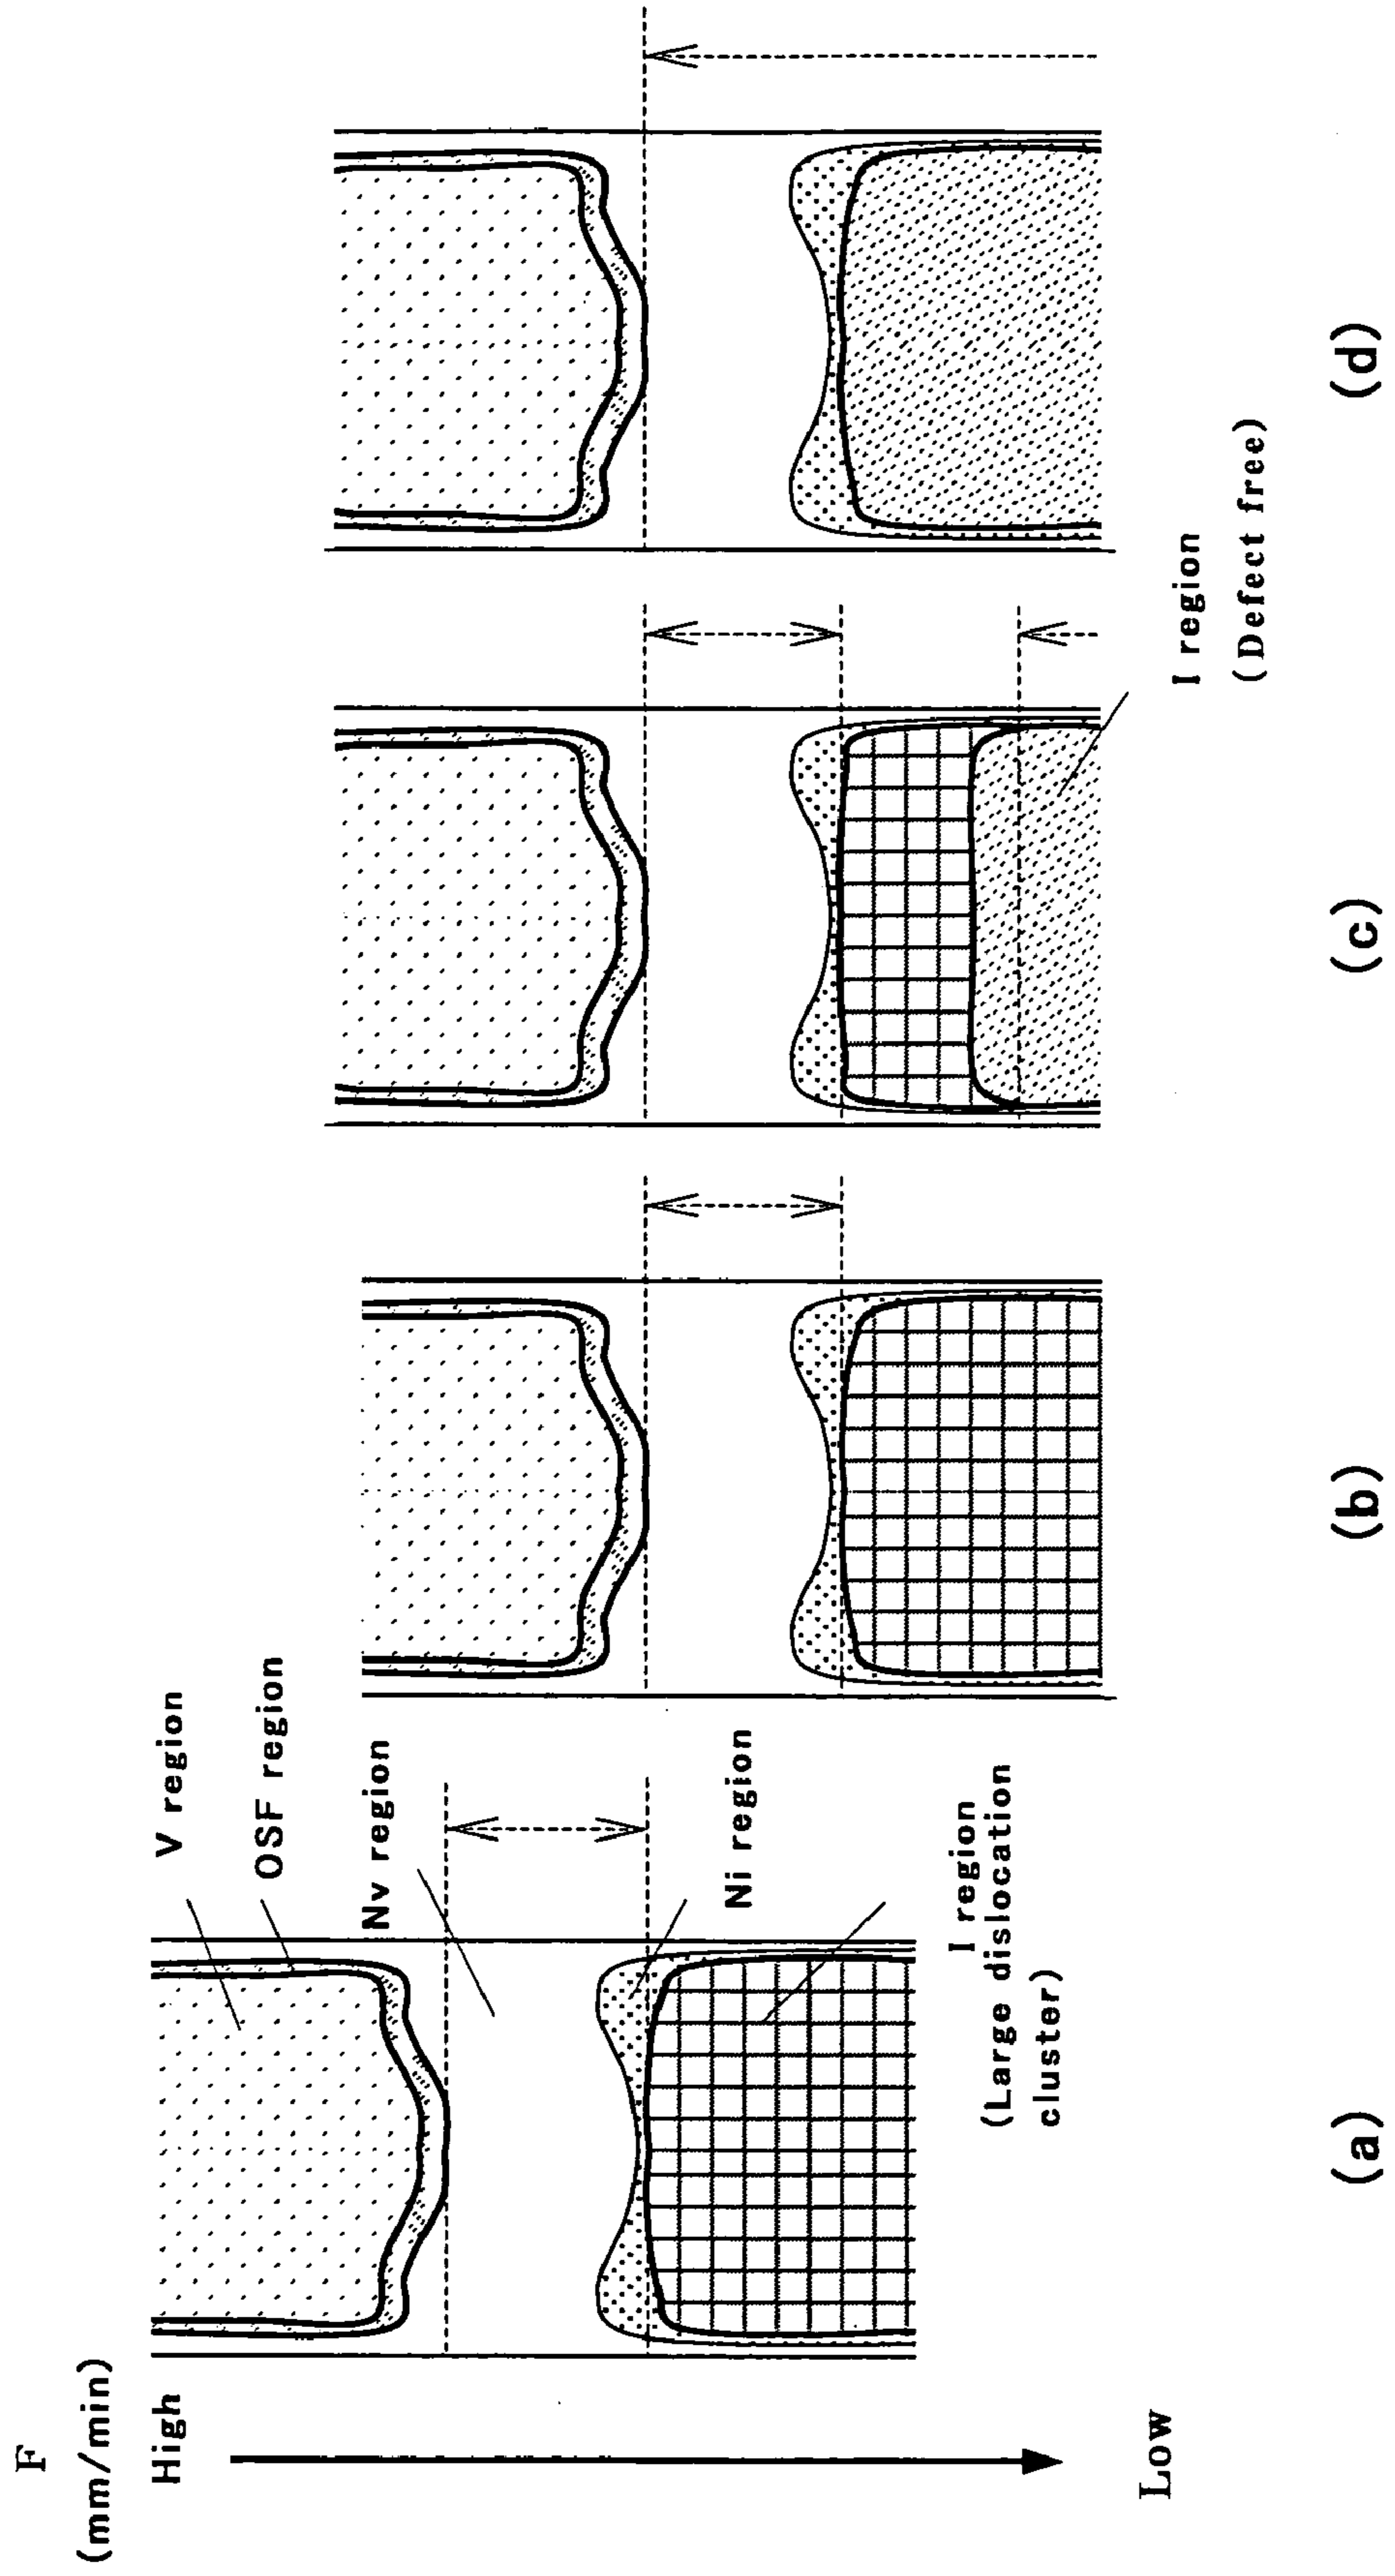 F
(mm/min)
High
Low
V region
OSF region
Nv region
Ni region
I region
(Large dislocation
cluster)
I region
(Defect free)
(a)
(b)
(c)
(d)